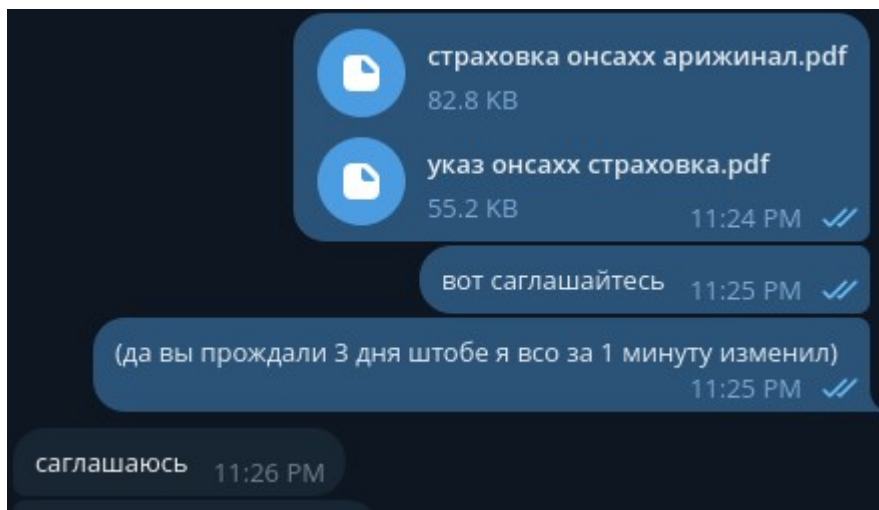 страховка онсахх арижинал.pdf
82.8 KB
указ онсахх страховка.pdf
55.2 KB
11:24 PM
вот саглашайтесь 11:25 PM
(да вы прождали 3 дня штобе я всо за 1 минуту изменил)
11:25 PM
саглашаюсь 11:26 PM